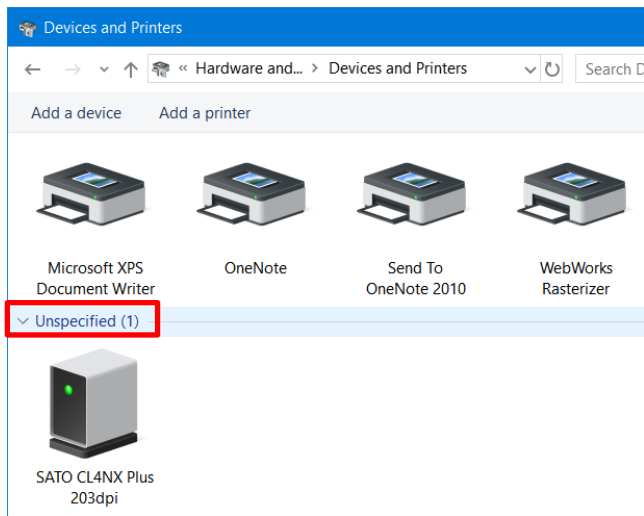 Devices and Printers
« Hardware and... > Devices and Printers
Search D
Add a device Add a printer
Microsoft XPS
Document Writer
OneNote
Send To
OneNote 2010
WebWorks
Rasterizer
Unspecified (1)
SATO CL4NX Plus
203dpi